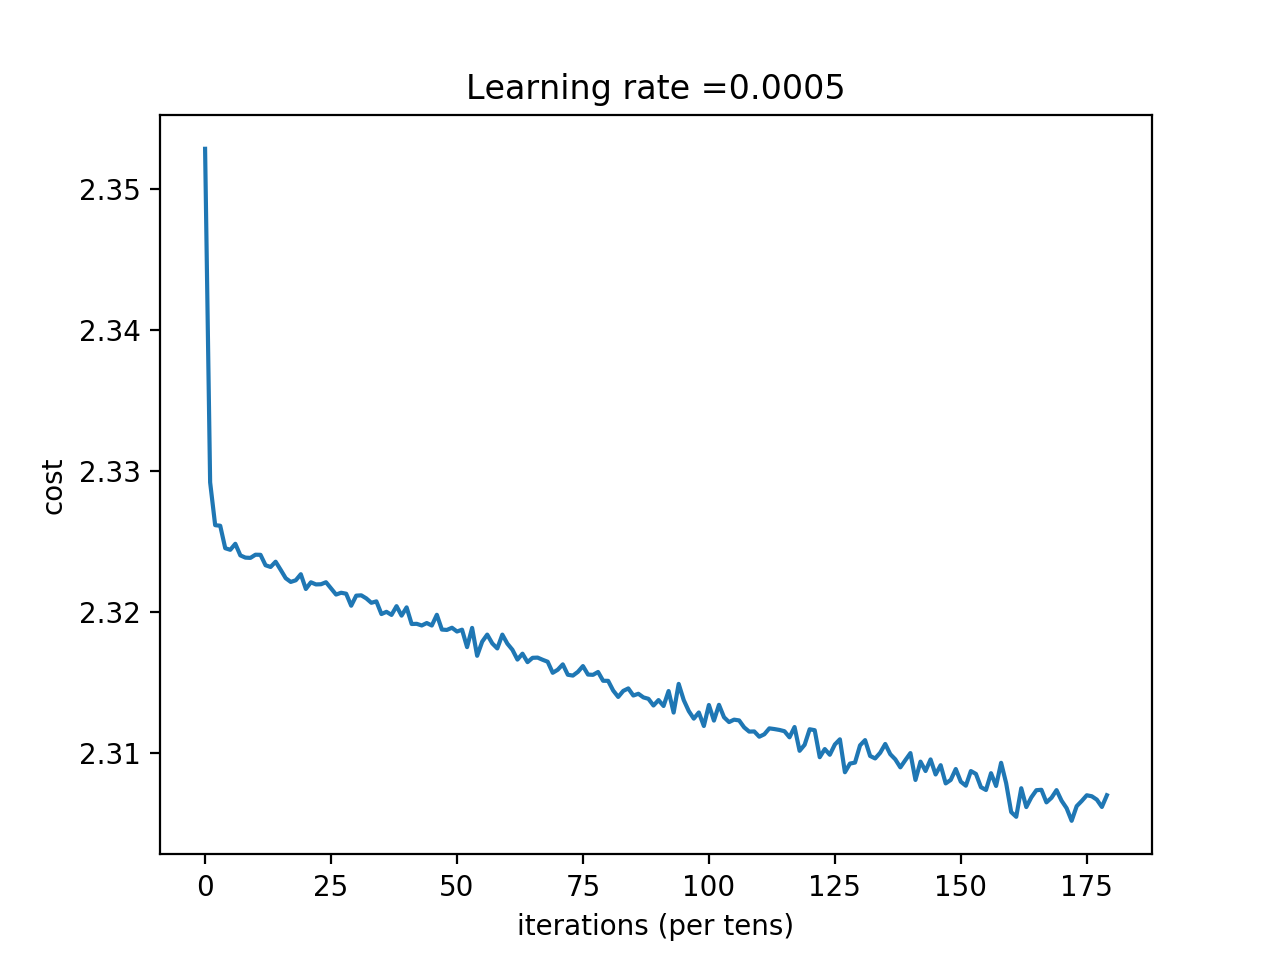 Learning rate =0.0005
2.35
2.34
2.33
2.32
2.31
cost
0 25 50 75 100 125 150 175
iterations (per tens)